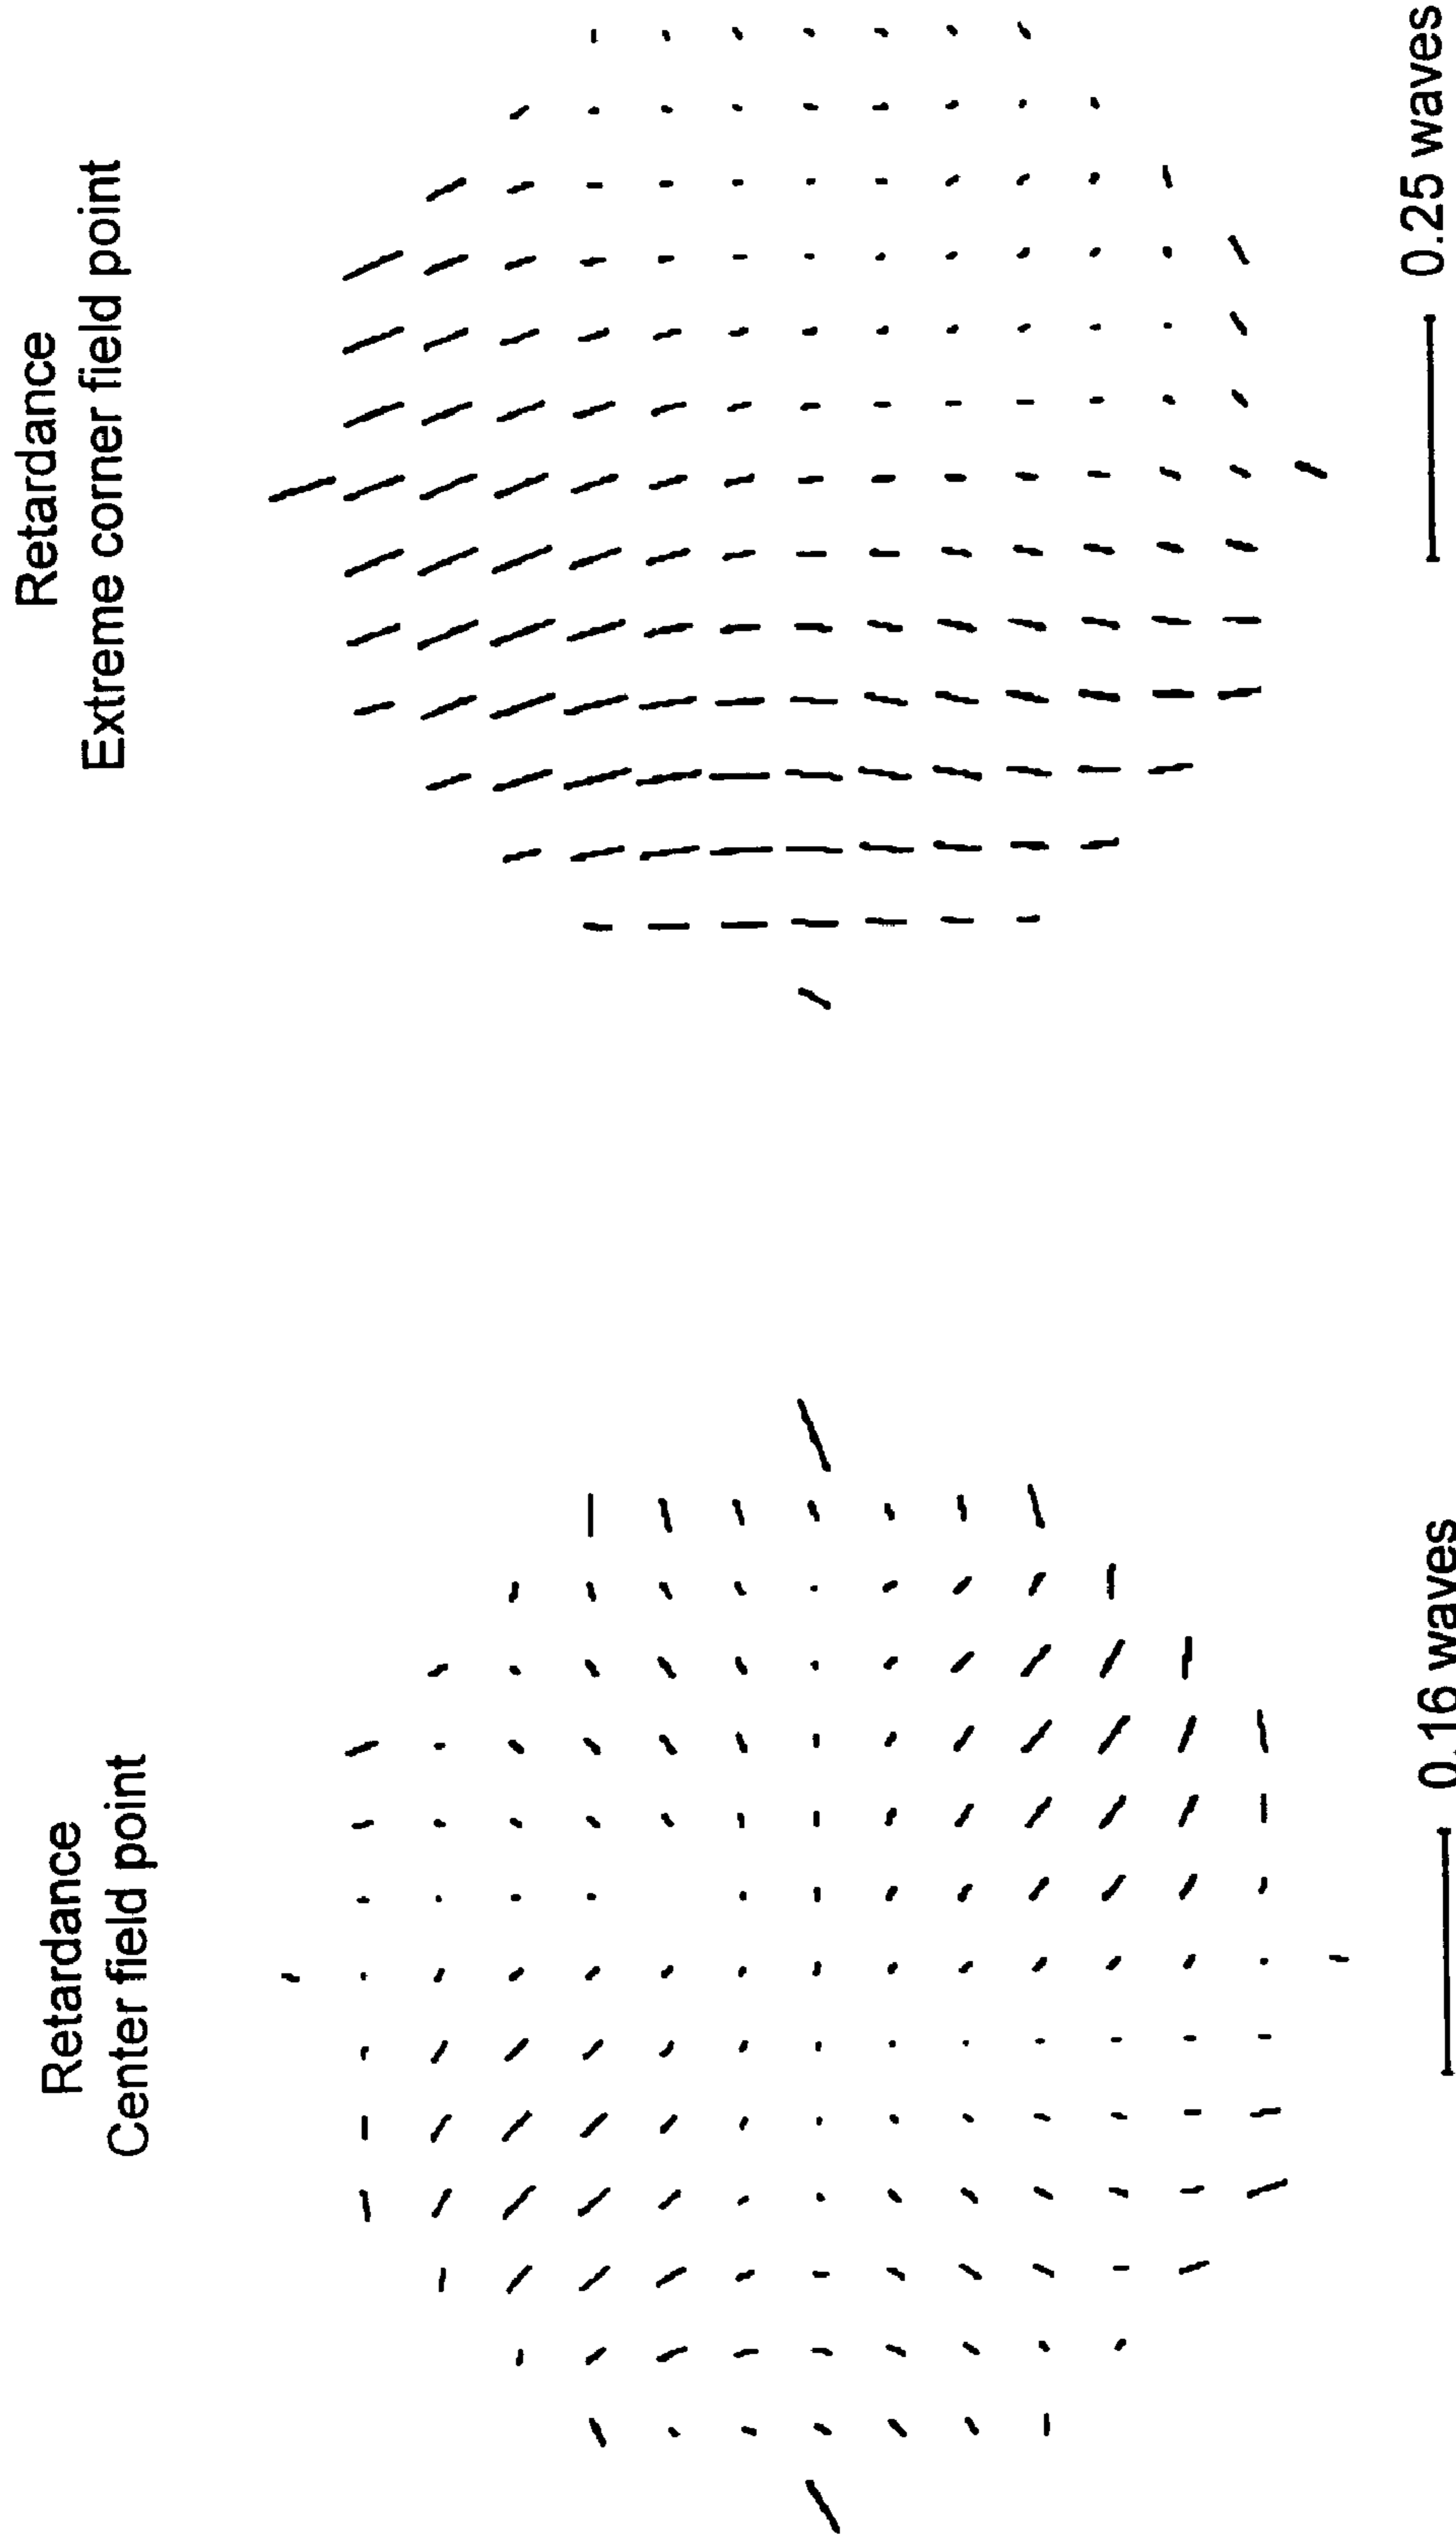 Retardance
Center field point
0.16 waves
Retardance
Extreme corner field point
0.25 waves